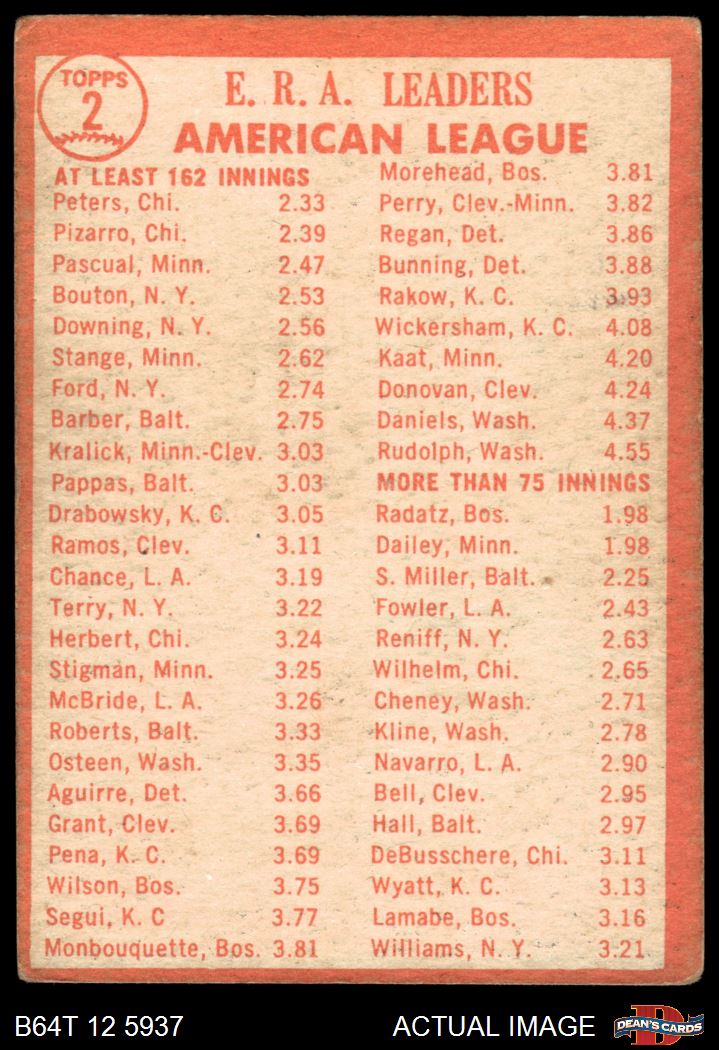 TOPPS
2
E. R. A. LEADERS
AMERICAN LEAGUE
AT LEAST 162 INNINGS
Peters, Chi. 2.33
Pizarro, Chi. 2.39
Pascual, Minn. 2.47
Bouton, N. Y. 2.53
Downing, N. Y. 2.56
Stange, Minn. 2.62
Ford, N. Y. 2.74
Barber, Balt. 2.75
Kralick, Minn.-Clev. 3.03
Pappas, Balt. 3.03
Drabowsky, K. C. 3.05
Ramos, Clev. 3.11
Chance, L. A. 3.19
Terry, N. Y. 3.22
Herbert, Chi. 3.24
Stigman, Minn. 3.25
McBride, L. A. 3.26
Roberts, Balt. 3.33
Osteen, Wash. 3.35
Aguirre, Det. 3.66
Grant, Clev. 3.69
Pena, K. C. 3.69
Wilson, Bos. 3.75
Segui, K. C 3.77
Monbouquette, Bos. 3.81
Morehead, Bos. 3.81
Perry, Clev.-Minn. 3.82
Regan, Det. 3.86
Bunning, Det. 3.88
Rakow, K. C. 3.93
Wickersham, K. C. 4.08
Kaat, Minn. 4.20
Donovan, Clev. 4.24
Daniels, Wash. 4.37
Rudolph, Wash. 4.55
MORE THAN 75 INNINGS
Radatz, Bos. 1.98
Dailey, Minn. 1.98
S. Miller, Balt. 2.25
Fowler, L. A. 2.43
Reniff, N. Y. 2.63
Wilhelm, Chi. 2.65
Cheney, Wash. 2.71
Kline, Wash. 2.78
Navarro, L. A. 2.90
Bell, Clev. 2.95
Hall, Balt. 2.97
DeBusschere, Chi. 3.11
Wyatt, K. C. 3.13
Lamabe, Bos. 3.16
Williams, N. Y. 3.21
B64T 12 5937
ACTUAL IMAGE
D
DEAN'S CARDS